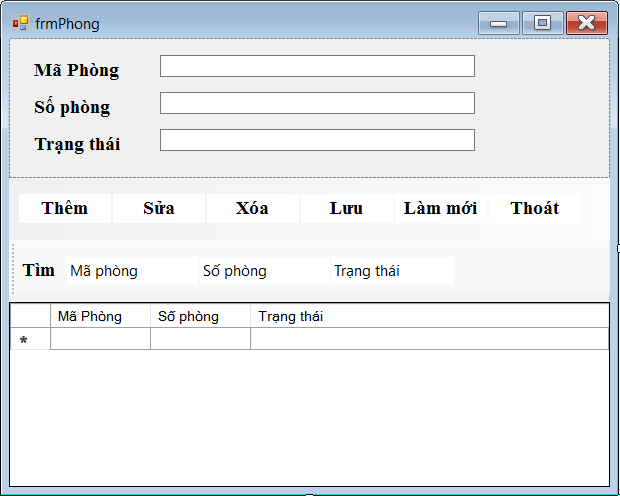 frmPhong
Mã Phòng
Số phòng
Trạng thái
Thêm Sửa Xóa Lưu Làm mới Thoát
Tìm Mã phòng Số phòng Trạng thái
Mã Phòng Số phòng Trạng thái
*